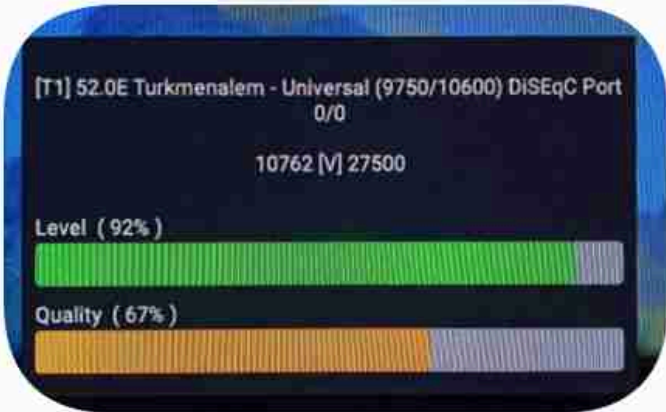 [T1] 52.0E Turkmenalem - Universal (9750/10600) DiSEqC Port
0/0
10762 [V] 27500
Level ( 92% )
Quality ( 67% )